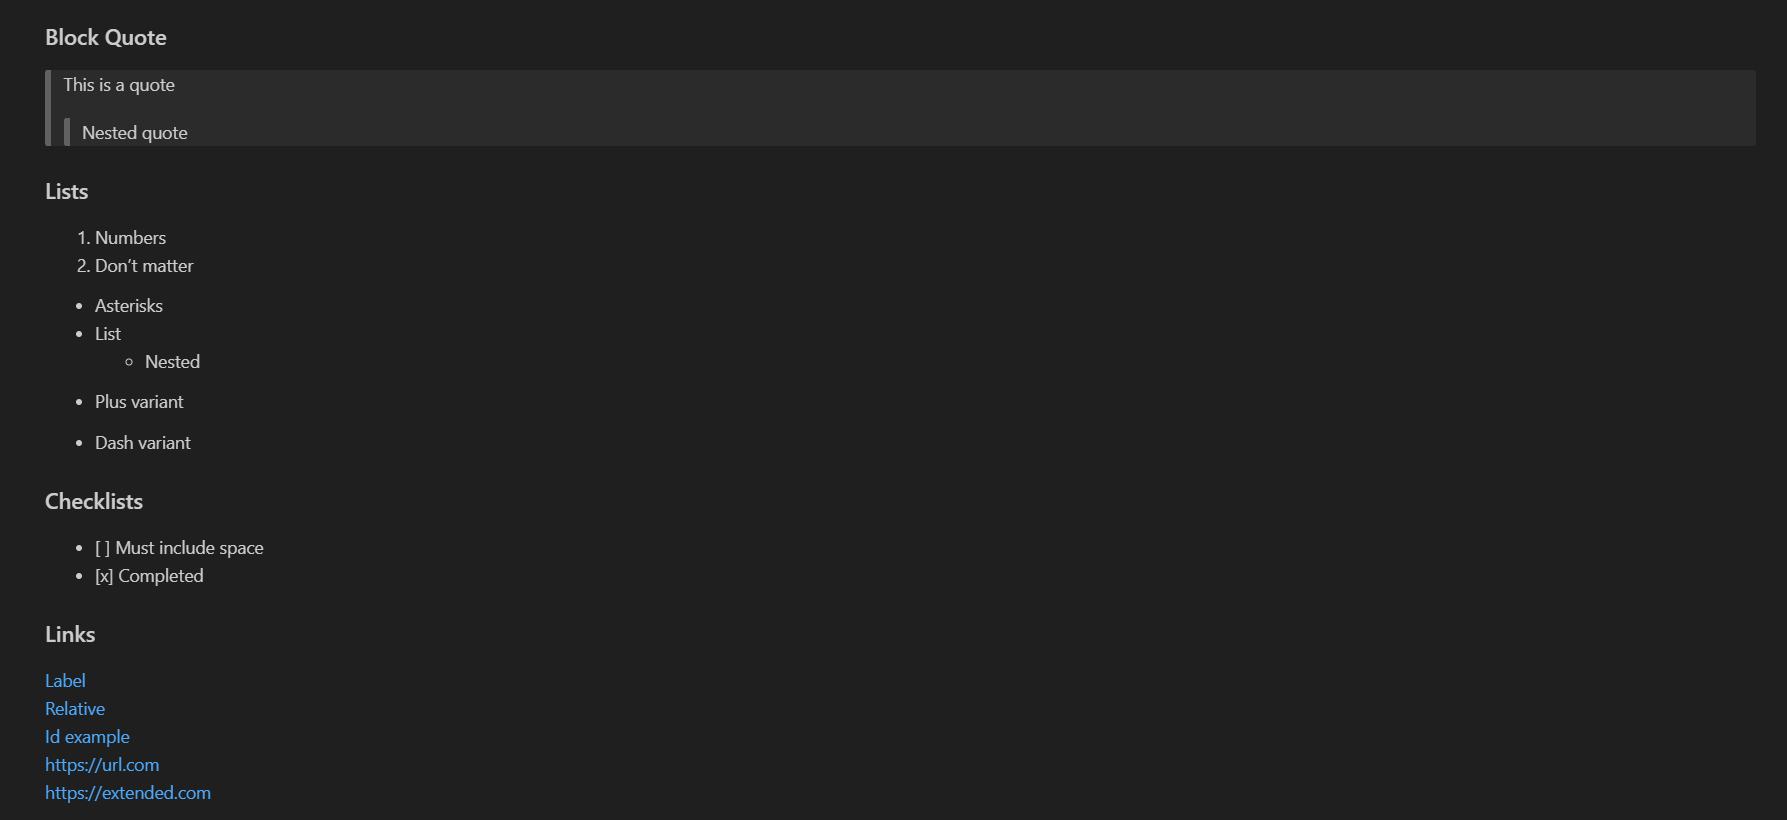 Block Quote
This is a quote
Nested quote
Lists
1. Numbers
2. Don’t matter
• Asterisks
• List
◦ Nested
• Plus variant
• Dash variant
Checklists
• [ ] Must include space
• [x] Completed
Links
Label
Relative
Id example
https://url.com
https://extended.com